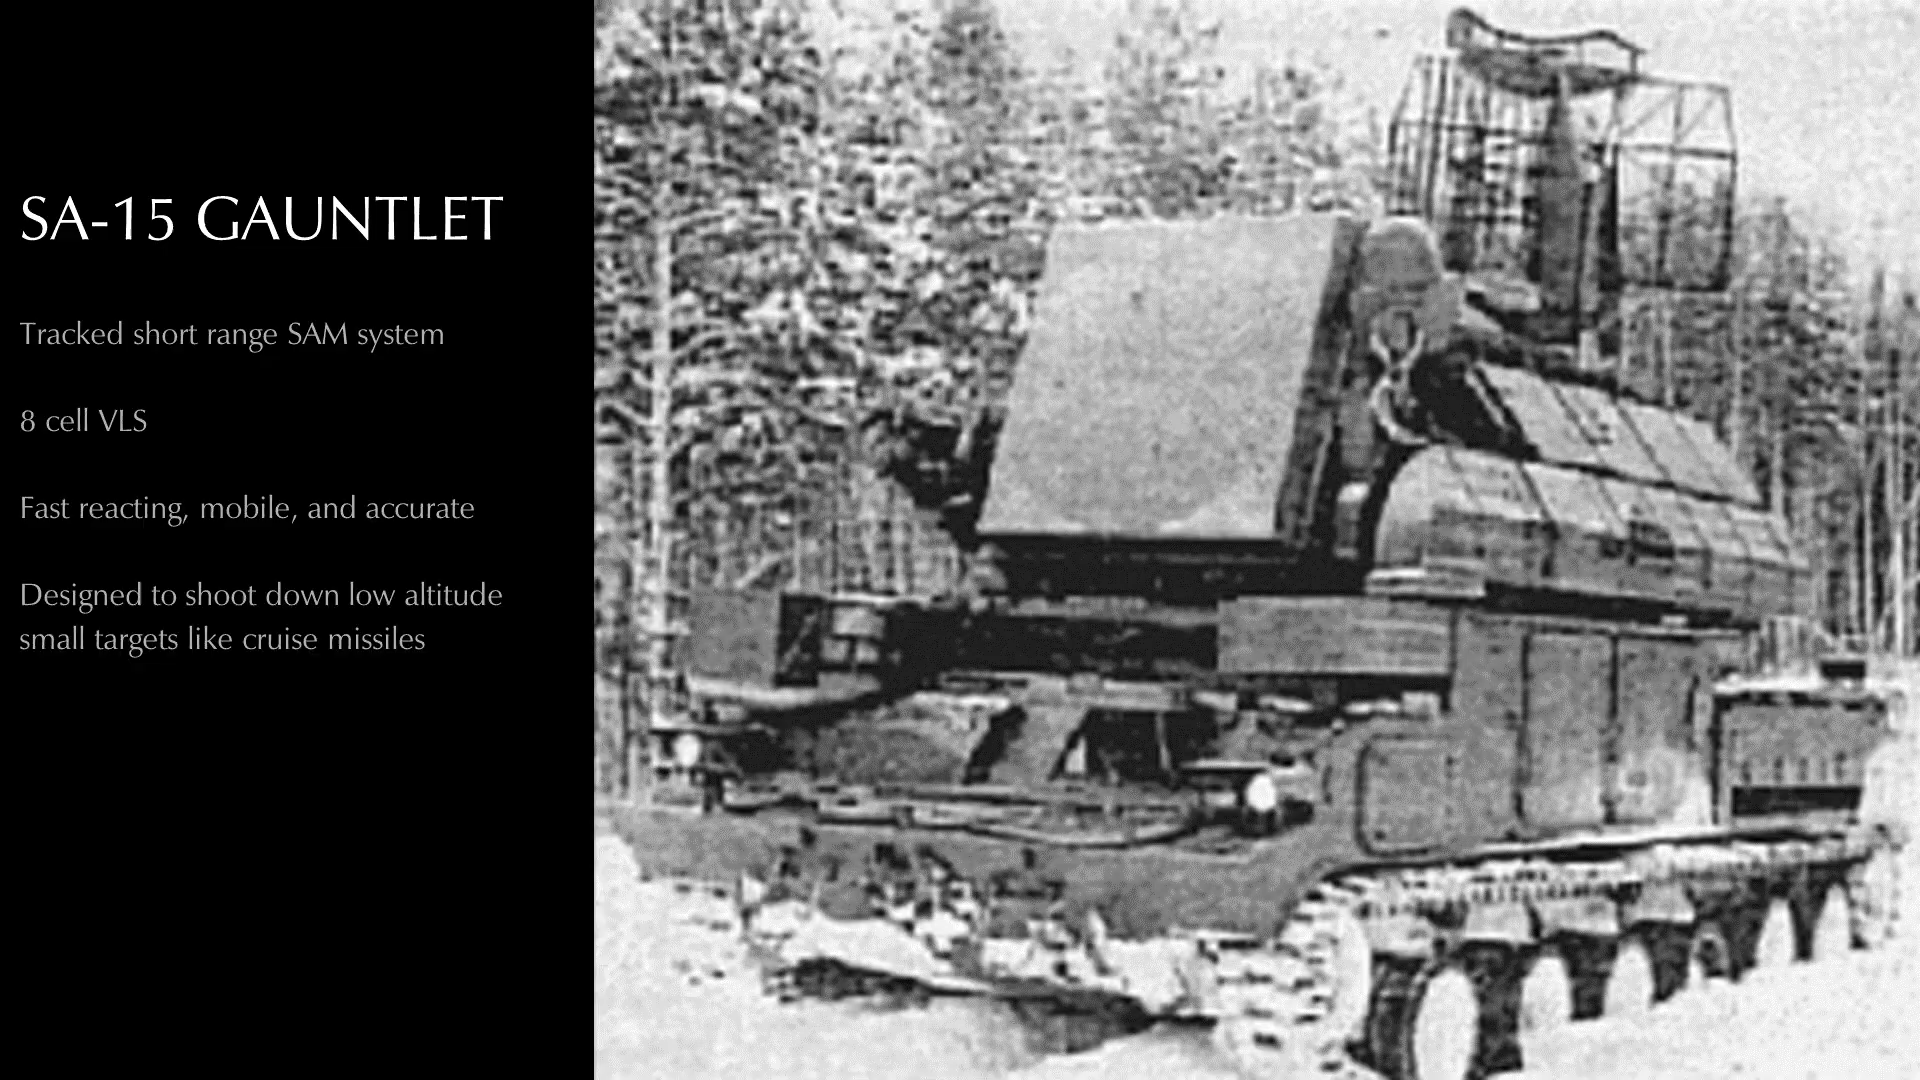 SA-15 GAUNTLET
Tracked short range SAM system
8 cell VLS
Fast reacting, mobile, and accurate
Designed to shoot down low altitude
small targets like cruise missiles